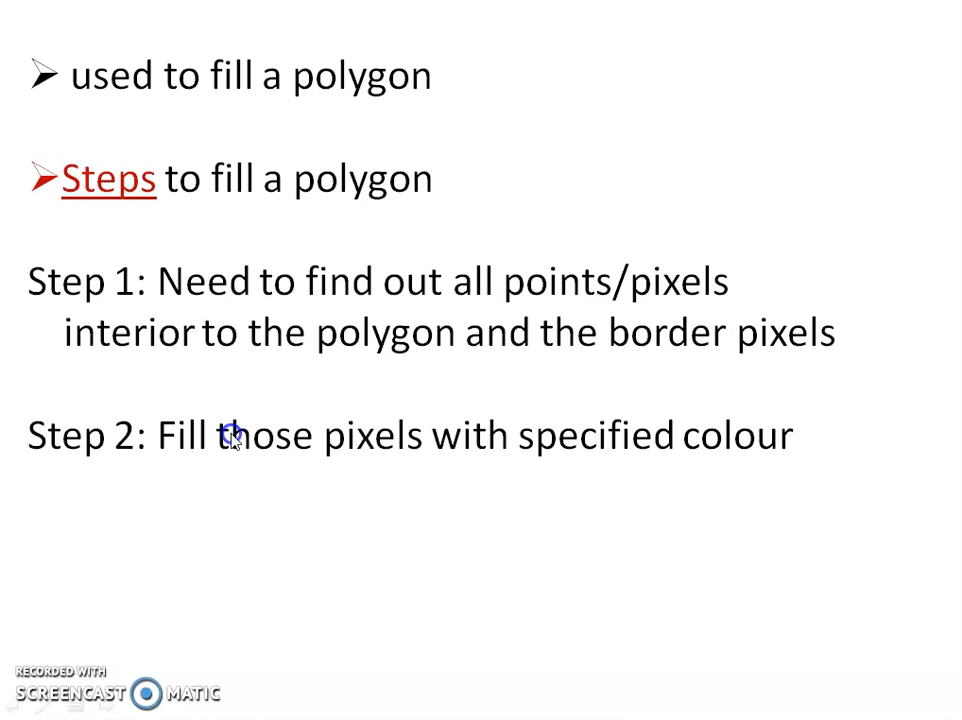 ➢ used to fill a polygon
➢Steps to fill a polygon
Step 1: Need to find out all points/pixels
interior to the polygon and the border pixels
Step 2: Fill those pixels with specified colour
RECORDED WITH
SCREENCAST MATIC